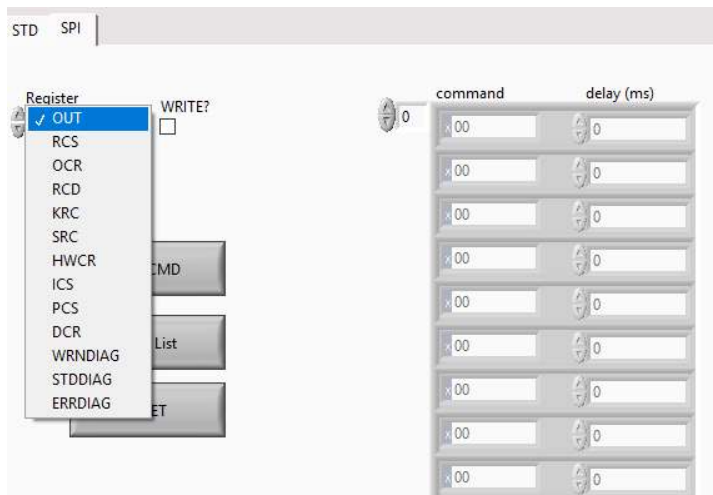 STD SPI
Register
WRITE?
✓ OUT
RCS
OCR
RCD
KRC
SRC
HWCR
ICS
PCS
DCR
WRNDIAG
STDDIAG
ERRDIAG
CMD
List
ET
0
command delay (ms)
x 00 0
x 00 0
x 00 0
x 00 0
x 00 0
x 00 0
x 00 0
x 00 0
x 00 0